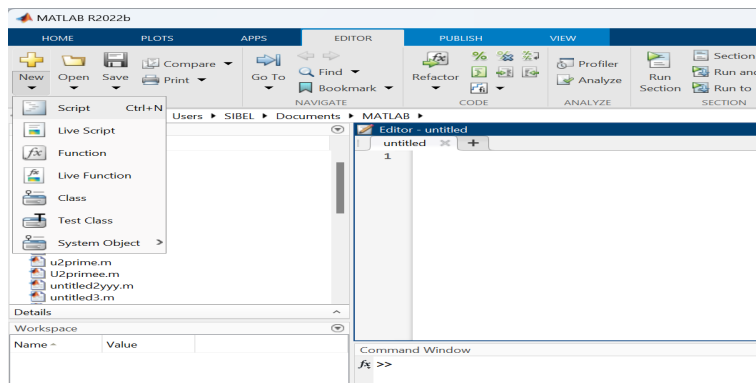 MATLAB R2022b
HOME PLOTS APPS EDITOR PUBLISH VIEW
New Open Save Compare Print Go To Find Bookmark Refactor Profiler Analyze Run Section Section Run and Run to
NAVIGATE CODE ANALYZE SECTION
Users SIBEL Documents MATLAB
Script Ctrl+N
Live Script
Function
Live Function
Class
Test Class
System Object
u2prime.m
U2primee.m
untitled2yyy.m
untitled3.m
Details
Workspace
Name Value
Editor - untitled
untitled
1
Command Window
fx >>